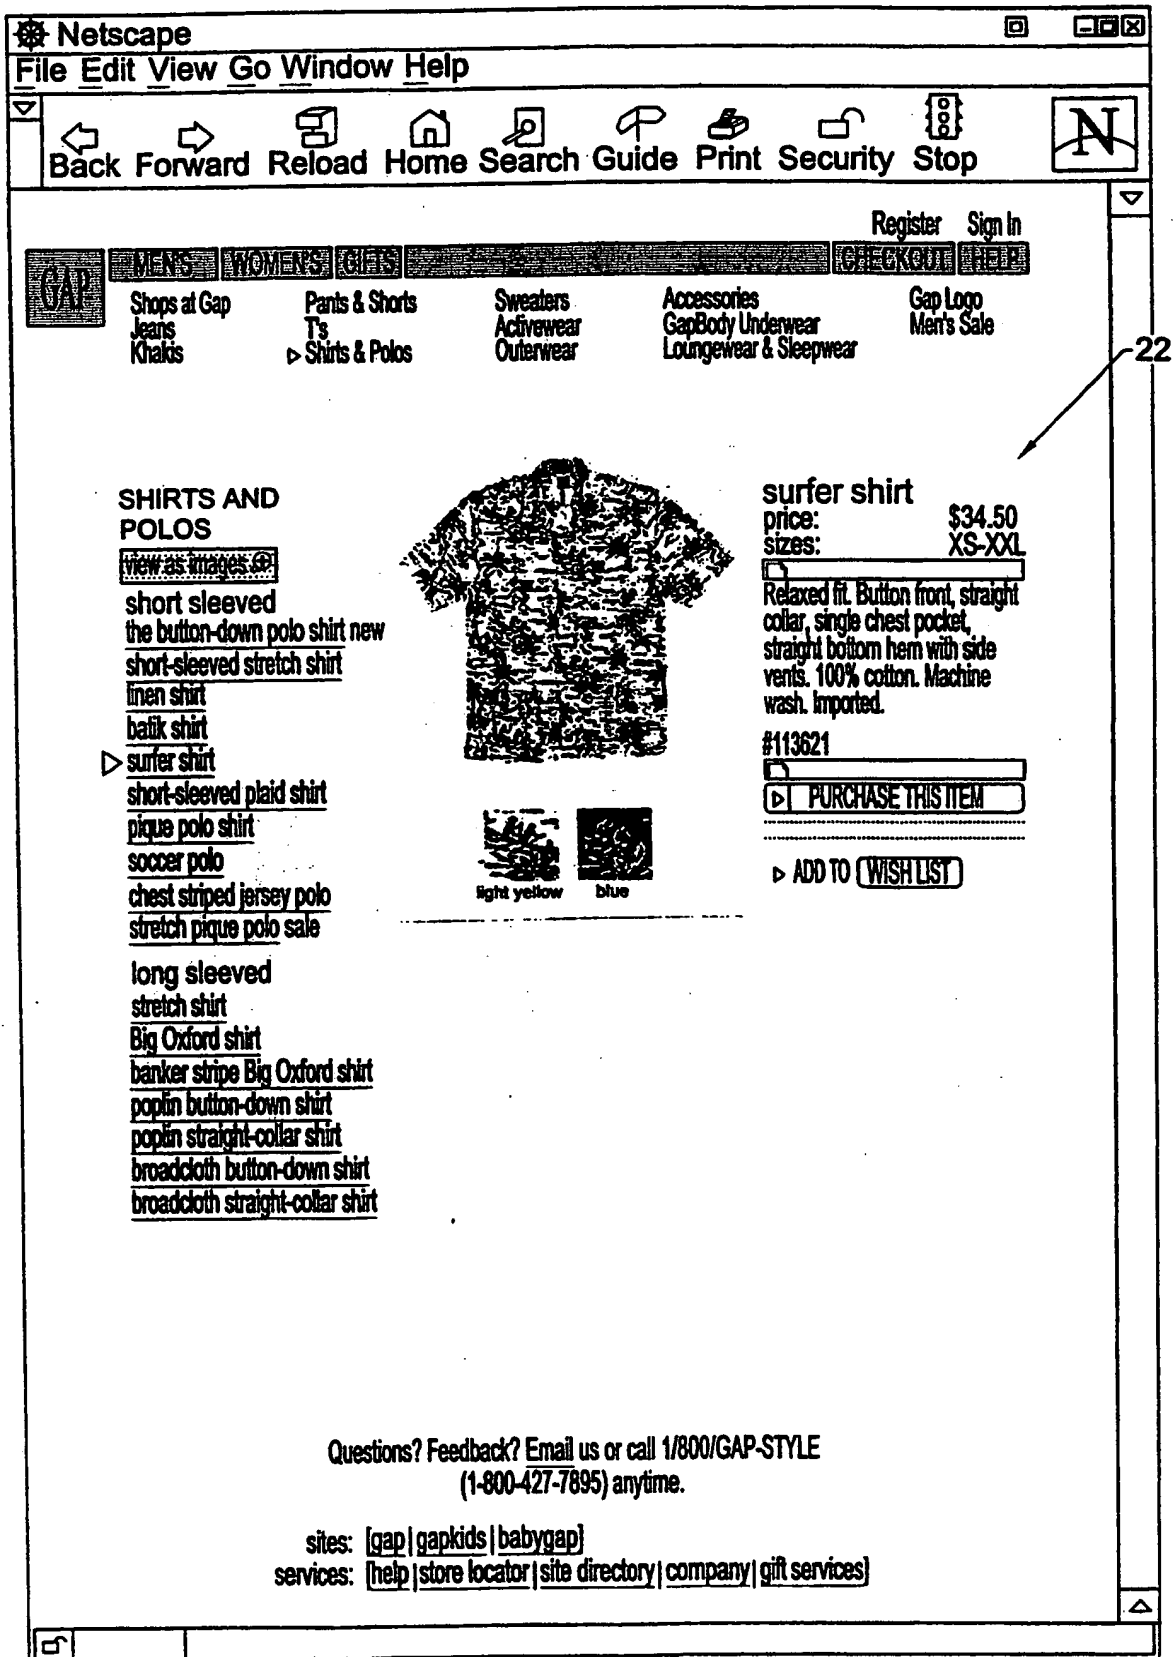 Netscape
File Edit View Go Window Help
Back Forward Reload Home Search Guide Print Security Stop
N
Register Sign In
GAP MEN'S WOMEN'S GIFTS CHECKOUT HELP
Shops at Gap Pants & Shorts Sweaters Accessories Gap Logo
Jeans T's Activewear GapBody Underwear Men's Sale
Khakis Shirts & Polos Outerwear Loungewear & Sleepwear
22
SHIRTS AND
POLOS
view as images
short sleeved
the button-down polo shirt new
short-sleeved stretch shirt
linen shirt
batik shirt
surfer shirt
short-sleeved plaid shirt
pique polo shirt
soccer polo
chest striped jersey polo
stretch pique polo sale
long sleeved
stretch shirt
Big Oxford shirt
banker stripe Big Oxford shirt
poplin button-down shirt
poplin straight-collar shirt
broadcloth button-down shirt
broadcloth straight-collar shirt
light yellow blue
surfer shirt
price: $34.50
sizes: XS-XXL
Relaxed fit. Button front, straight
collar, single chest pocket,
straight bottom hem with side
vents. 100% cotton. Machine
wash. Imported.
#113621
PURCHASE THIS ITEM
ADD TO WISH LIST
Questions? Feedback? Email us or call 1/800/GAP-STYLE
(1-800-427-7895) anytime.
sites: [gap | gapkids | babygap]
services: [help | store locator | site directory | company | gift services]